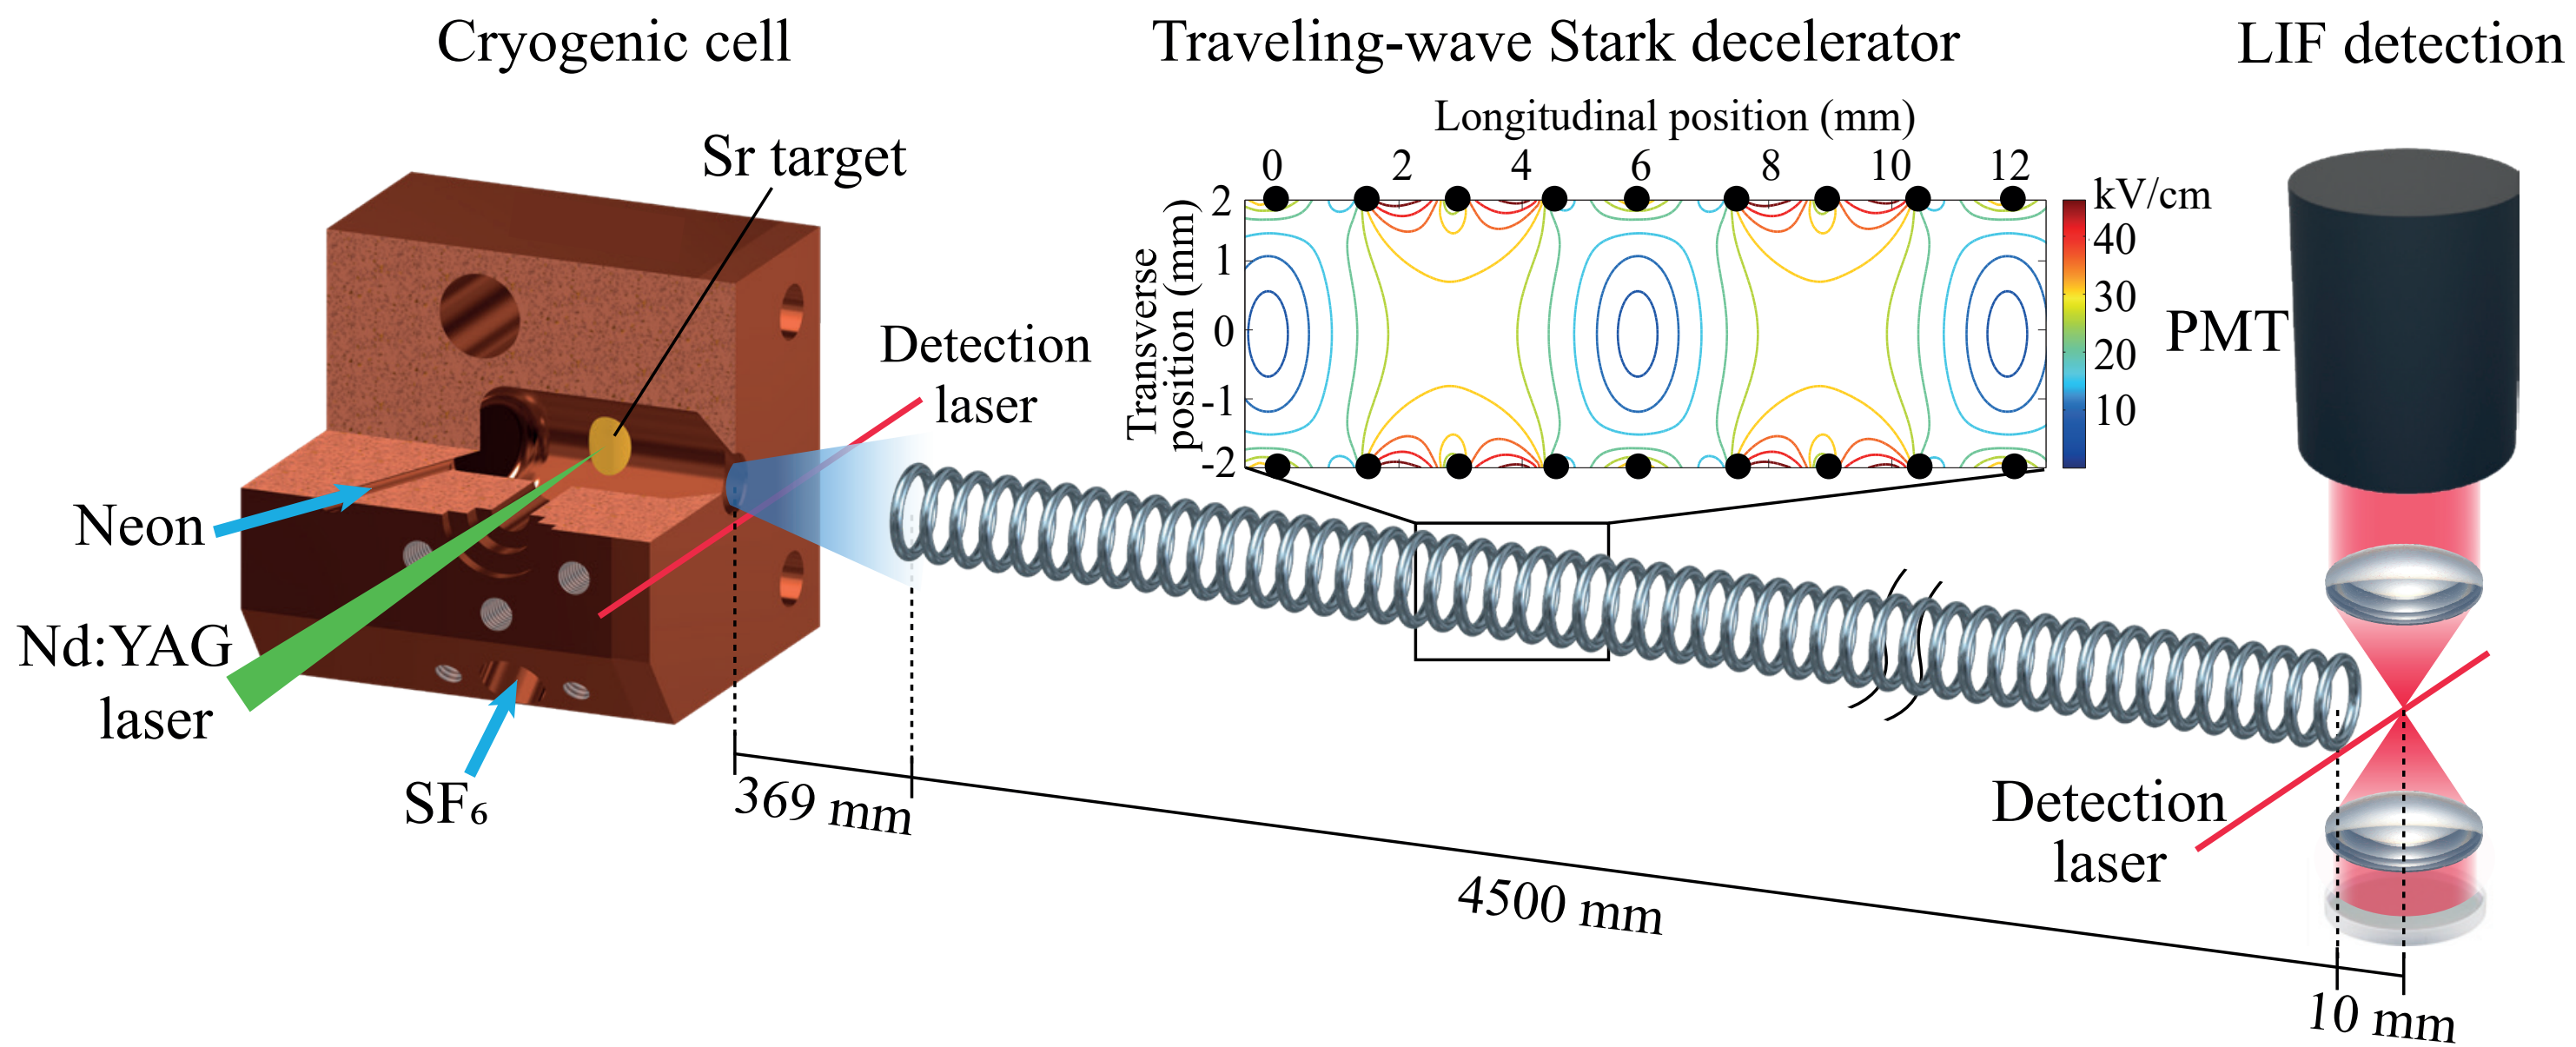 Cryogenic cell
Traveling-wave Stark decelerator
LIF detection
Sr target
Detection
laser
Neon
Nd:YAG
laser
SF₆
Longitudinal position (mm)
0 2 4 6 8 10 12
Transverse
position (mm)
2
1
0
-1
-2
kV/cm
40
30
20
10
PMT
Detection
laser
369 mm
4500 mm
10 mm